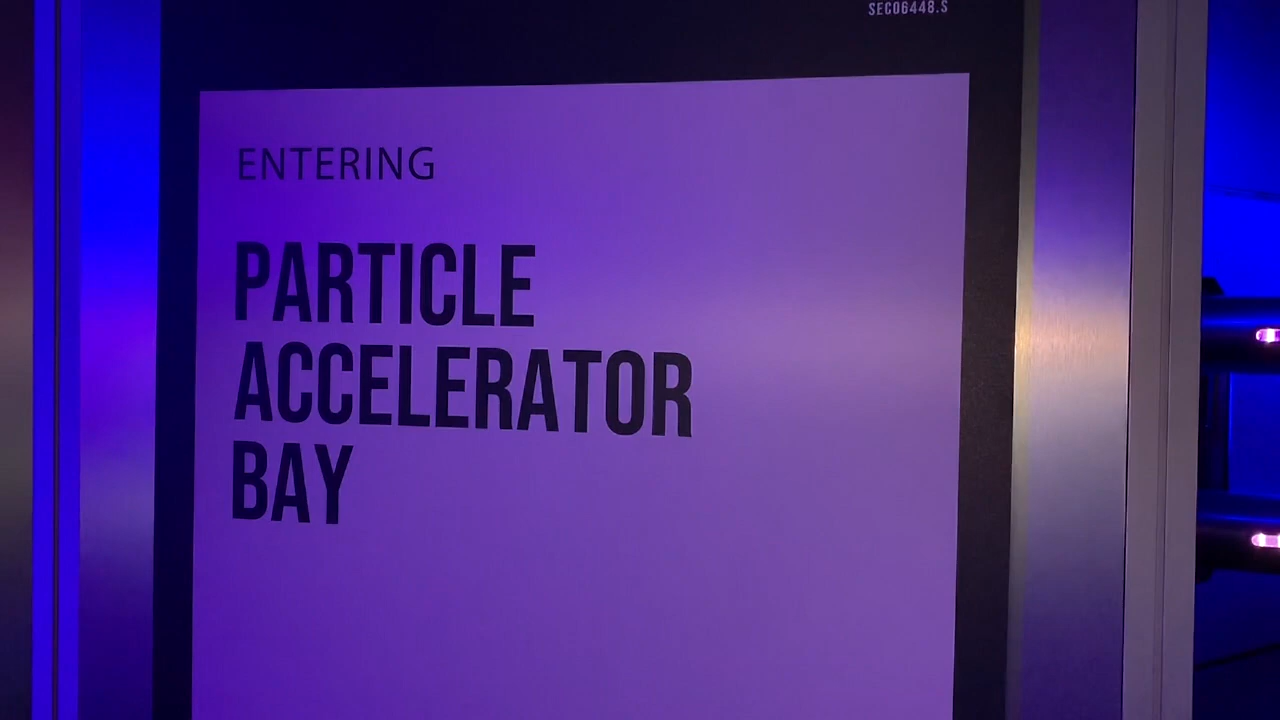 SEC06448.S
ENTERING
PARTICLE
ACCELERATOR
BAY